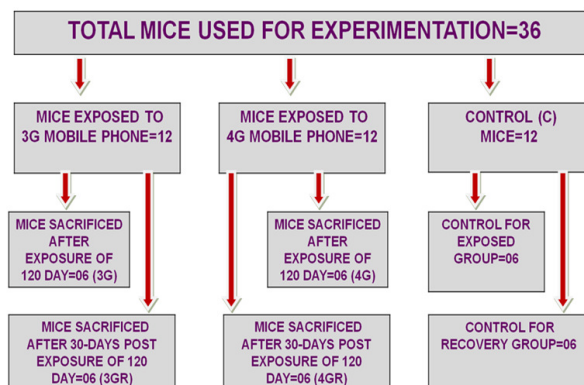 TOTAL MICE USED FOR EXPERIMENTATION=36
MICE EXPOSED TO
3G MOBILE PHONE=12
MICE EXPOSED TO
4G MOBILE PHONE=12
CONTROL (C)
MICE=12
MICE SACRIFICED
AFTER
EXPOSURE OF
120 DAY=06 (3G)
MICE SACRIFICED
AFTER
EXPOSURE OF
120 DAY=06 (4G)
CONTROL FOR
EXPOSED
GROUP=06
MICE SACRIFICED
AFTER 30-DAYS POST
EXPOSURE OF 120
DAY=06 (3GR)
MICE SACRIFICED
AFTER 30-DAYS POST
EXPOSURE OF 120
DAY=06 (4GR)
CONTROL FOR
RECOVERY GROUP=06